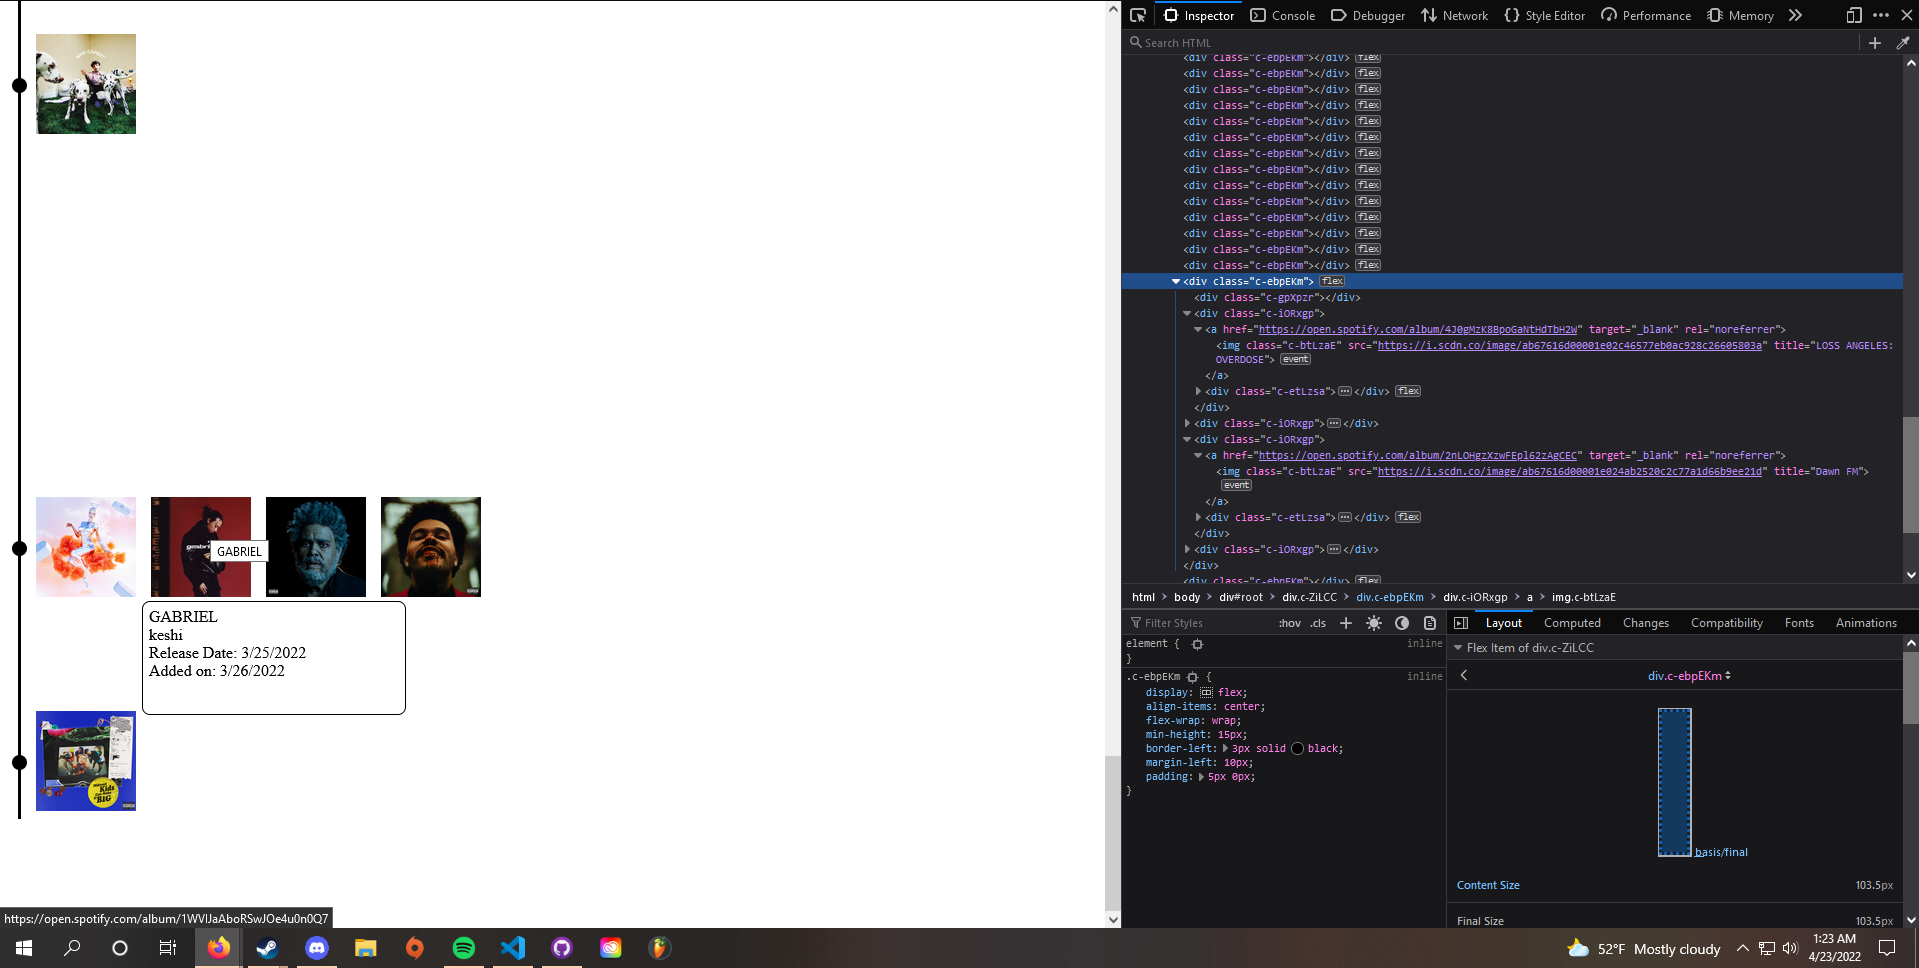 GABRIEL
GABRIEL
keshi
Release Date: 3/25/2022
Added on: 3/26/2022
https://open.spotify.com/album/1WVIJaAboRSwJOe4u0n0Q7
Inspector
Console
Debugger
Network
Style Editor
Performance
Memory
Search HTML
<div class="c-ebpEKm"></div> flex
<div class="c-ebpEKm"></div> flex
<div class="c-ebpEKm"></div> flex
<div class="c-ebpEKm"></div> flex
<div class="c-ebpEKm"></div> flex
<div class="c-ebpEKm"></div> flex
<div class="c-ebpEKm"></div> flex
<div class="c-ebpEKm"></div> flex
<div class="c-ebpEKm"></div> flex
<div class="c-ebpEKm"></div> flex
<div class="c-ebpEKm"></div> flex
<div class="c-ebpEKm"></div> flex
<div class="c-ebpEKm"></div> flex
<div class="c-ebpEKm"></div> flex
<div class="c-ebpEKm"> flex
<div class="c-gpXpzr"></div>
<div class="c-iORxgp">
<a href="https://open.spotify.com/album/4J0gMzK8BpoGaNtHdTbH2W" target="_blank" rel="noreferrer">
<img class="c-btLzaE" src="https://i.scdn.co/image/ab67616d00001e02c46577eb0ac928c26605803a" title="LOSS ANGELES:
OVERDOSE"> event
</a>
<div class="c-etLzsa"> ••• </div> flex
</div>
<div class="c-iORxgp"> ••• </div>
<div class="c-iORxgp">
<a href="https://open.spotify.com/album/2nLOHgzXzwFEpl62zAgCEC" target="_blank" rel="noreferrer">
<img class="c-btLzaE" src="https://i.scdn.co/image/ab67616d00001e024ab2520c2c77a1d66b9ee21d" title="Dawn FM">
event
</a>
<div class="c-etLzsa"> ••• </div> flex
</div>
<div class="c-iORxgp"> ••• </div>
</div>
<div class="c-ebpEKm"></div> flex
html > body > div#root > div.c-ZiLCC > div.c-ebpEKm > div.c-iORxgp > a > img.c-btLzaE
Filter Styles
:hov .cls
element {
inline
}
.c-ebpEKm {
inline
display: flex;
align-items: center;
flex-wrap: wrap;
min-height: 15px;
border-left: 3px solid black;
margin-left: 10px;
padding: 5px 0px;
}
Layout
Computed
Changes
Compatibility
Fonts
Animations
Flex Item of div.c-ZiLCC
div.c-ebpEKm
basis/final
Content Size
103.5px
Final Size
103.5px
52°F Mostly cloudy
1:23 AM
4/23/2022